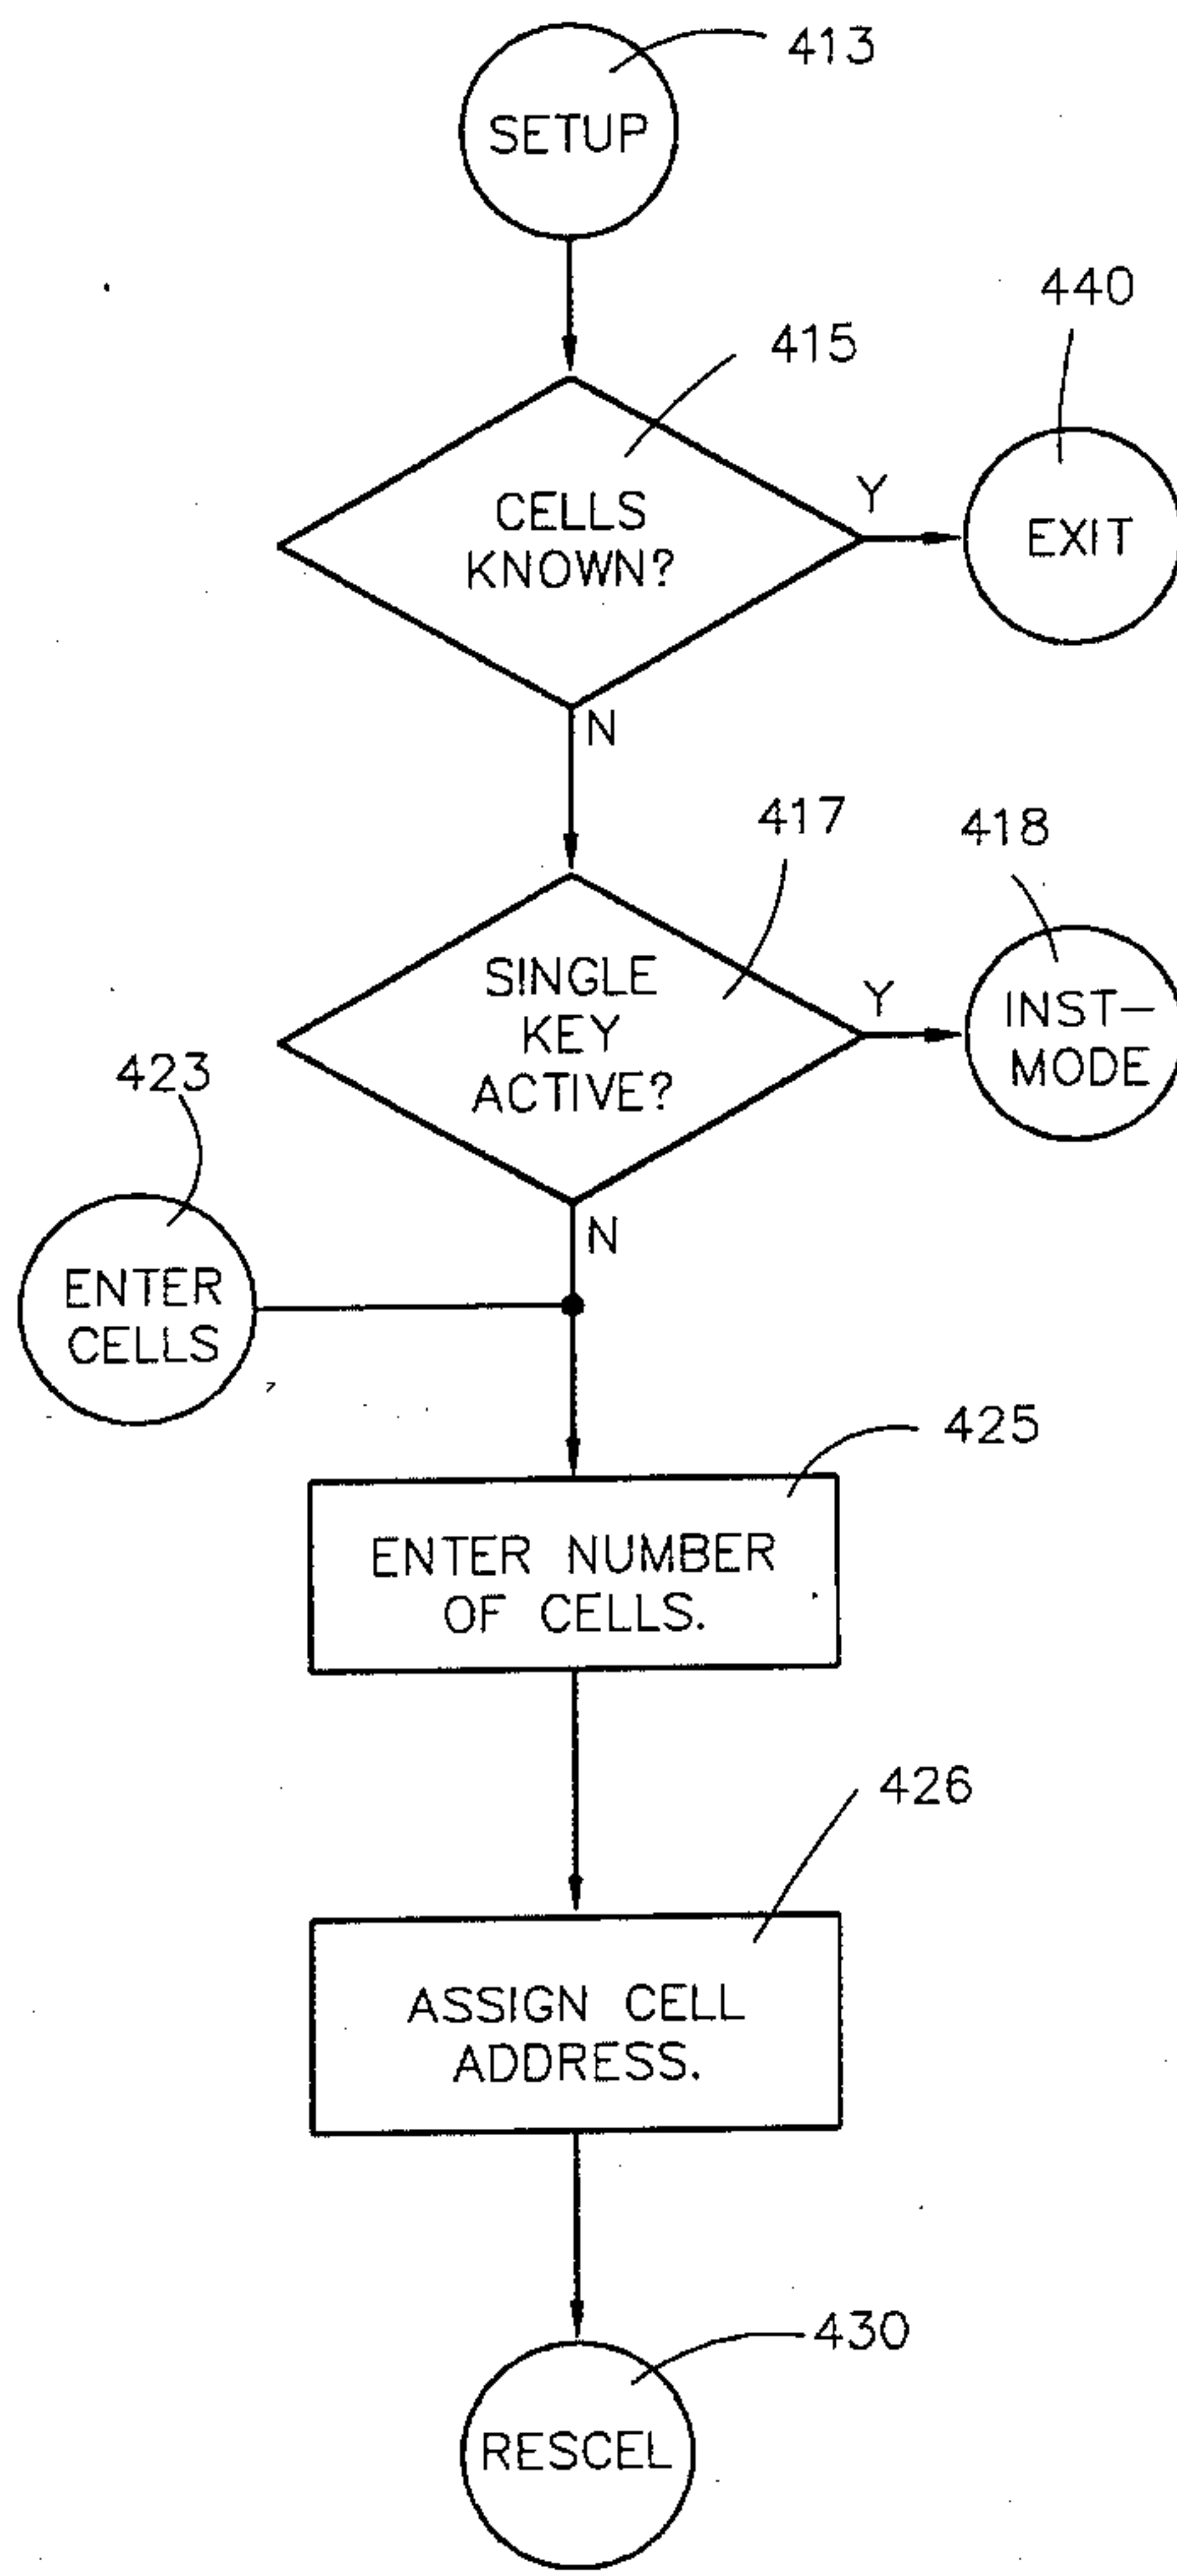 413
SETUP
440
415
CELLS
KNOWN?
Y
EXIT
N
417
418
SINGLE
KEY
ACTIVE?
Y
INST-
MODE
423
N
ENTER
CELLS
425
ENTER NUMBER
OF CELLS.
426
ASSIGN CELL
ADDRESS.
430
RESCEL